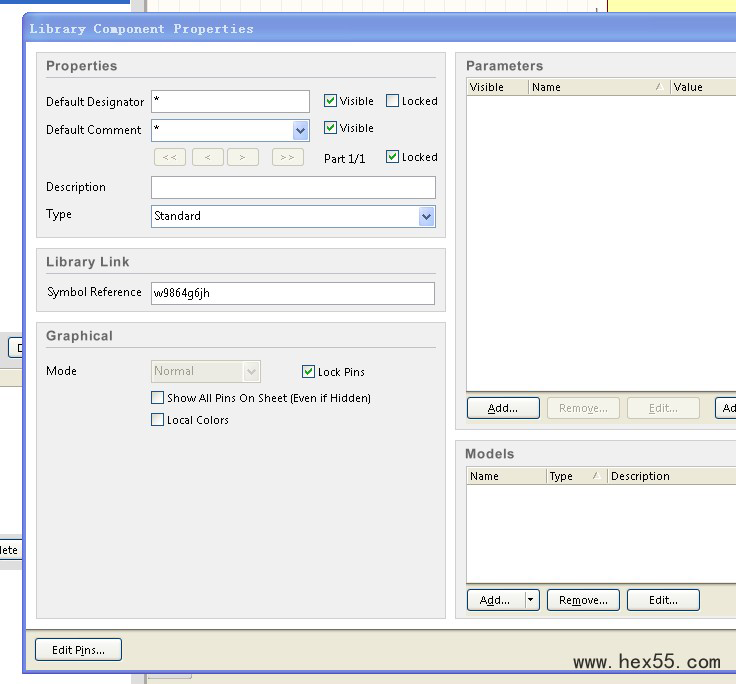 Library Component Properties
Properties
Default Designator * Visible Locked
Default Comment * Visible
<< < > >> Part 1/1 Locked
Description
Type Standard
Library Link
Symbol Reference w9864g6jh
Graphical
Mode Normal Lock Pins
Show All Pins On Sheet (Even if Hidden)
Local Colors
Parameters
Visible Name Value
Add... Remove... Edit... Ad
Models
Name Type Description
Add... Remove... Edit...
lete
Edit Pins...
www.hex55.com